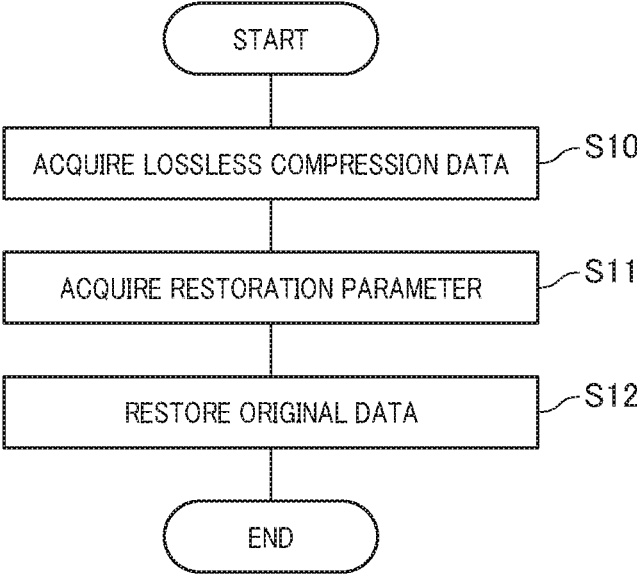 START
ACQUIRE LOSSLESS COMPRESSION DATA
S10
ACQUIRE RESTORATION PARAMETER
S11
RESTORE ORIGINAL DATA
S12
END